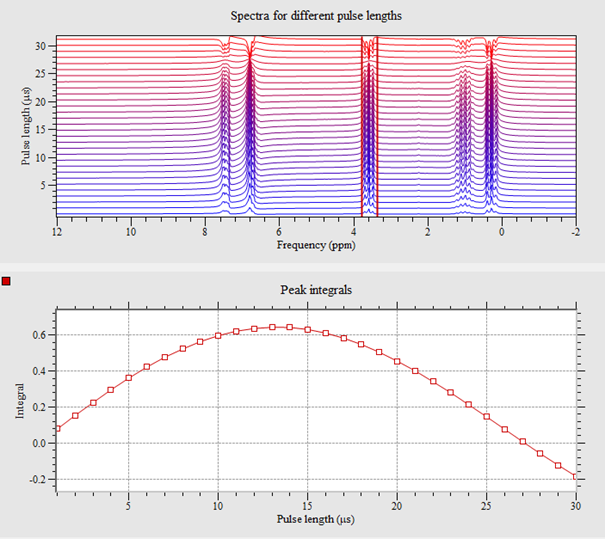 Spectra for different pulse lengths
30
25
20
15
10
5
Pulse length (µs)
12 10 8 6 4 2 0 -2
Frequency (ppm)
Peak integrals
0.6
0.4
0.2
0.0
-0.2
Integral
5 10 15 20 25 30
Pulse length (µs)